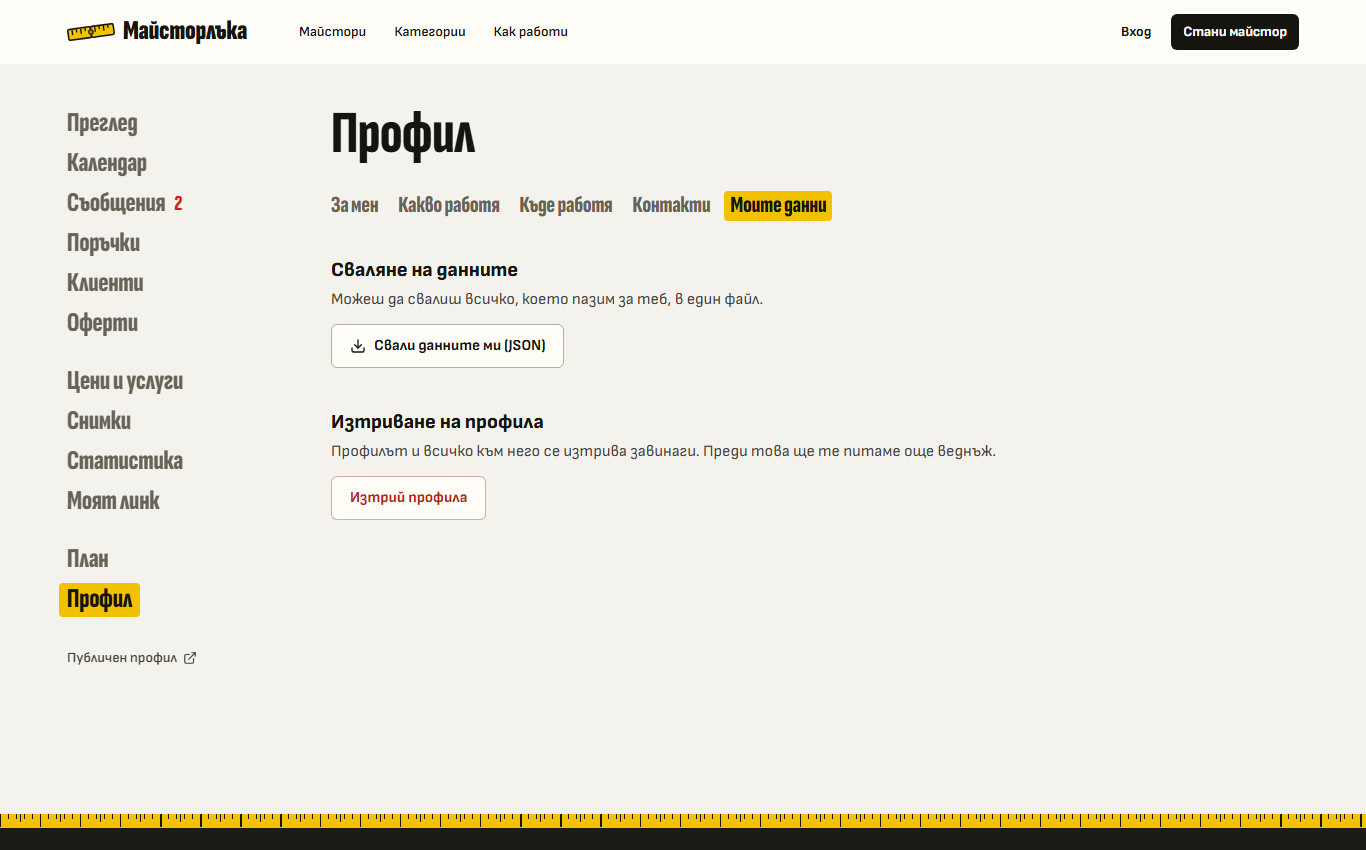 Майсторлъка
Майстори
Категории
Как работи
Вход
Стани майстор
Преглед
Календар
Съобщения 2
Поръчки
Клиенти
Оферти
Цени и услуги
Снимки
Статистика
Моят линк
План
Профил
Публичен профил
Профил
За мен
Какво работя
Къде работя
Контакти
Моите данни
Сваляне на данните
Можеш да свалиш всичко, което пазим за теб, в един файл.
Свали данните ми (JSON)
Изтриване на профила
Профилът и всичко към него се изтрива завинаги. Преди това ще те питаме още веднъж.
Изтрий профила